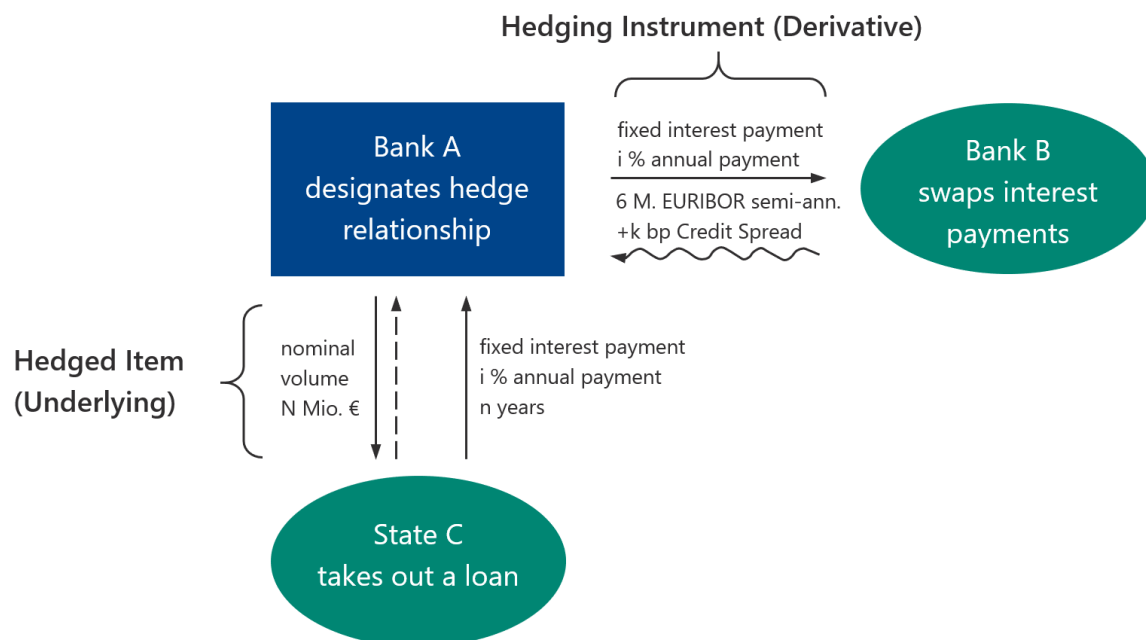 Hedging Instrument (Derivative)
Bank A
designates hedge
relationship
fixed interest payment
i % annual payment
6 M. EURIBOR semi-ann.
+k bp Credit Spread
Bank B
swaps interest
payments
Hedged Item
(Underlying)
nominal
volume
N Mio. €
fixed interest payment
i % annual payment
n years
State C
takes out a loan